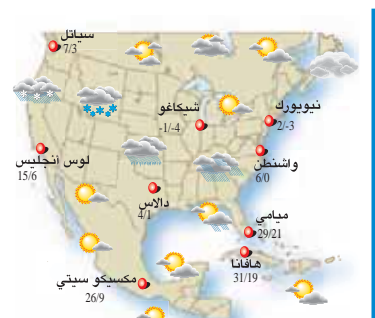 سياتل
7/3
شيكاغو
-1/-4
نيويورك
2/-3
لوس انجليس
15/6
واشنطن
6/0
دالاس
4/1
ميامي
29/21
هافانا
31/19
مكسيكو سيتي
26/9